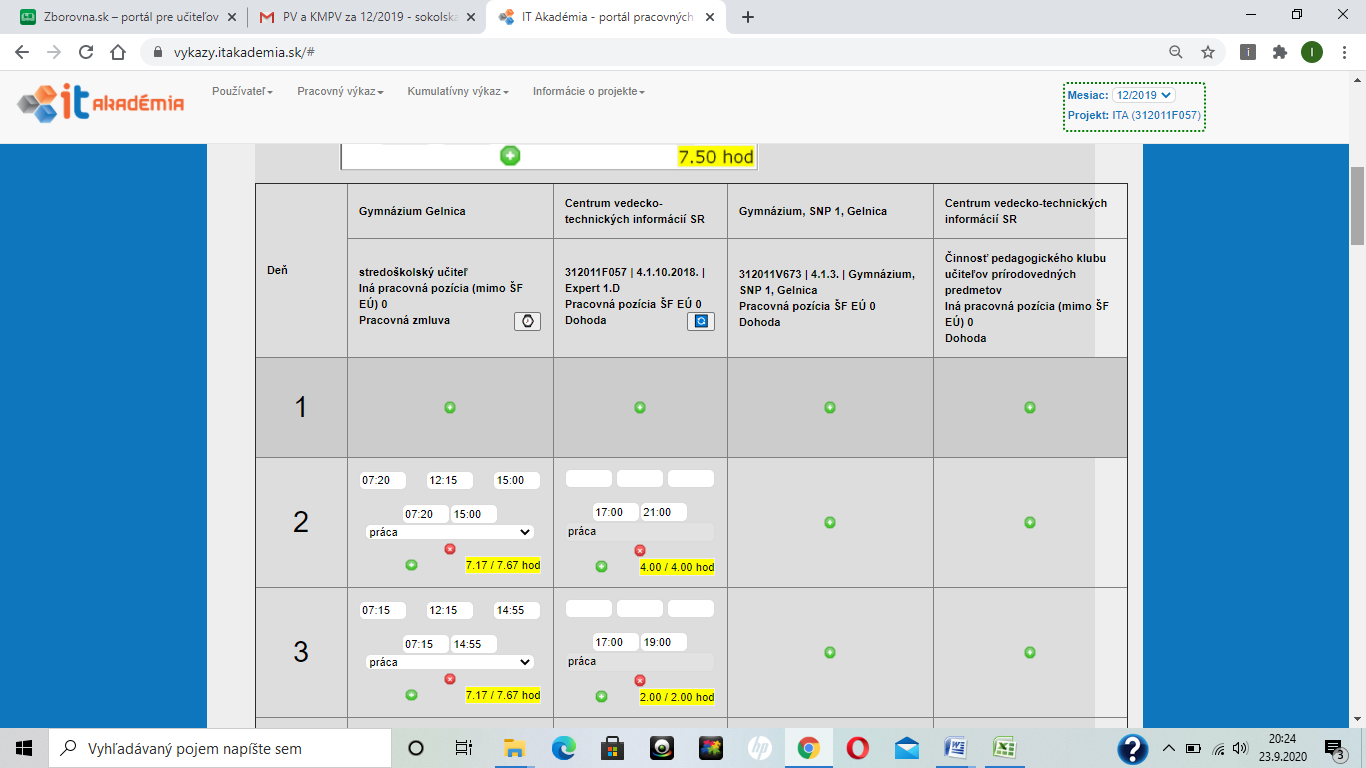 Zborovna.sk – portál pre učiteľov
PV a KMPV za 12/2019 - sokolska
IT Akadémia - portál pracovných
vykazy.itakademia.sk/#
it akadémia
Používateľ
Pracovný výkaz
Kumulatívny výkaz
Informácie o projekte
Mesiac: 12/2019
Projekt: ITA (312011F057)
7.50 hod
Deň
Gymnázium Gelnica
Centrum vedecko-
technických informácií SR
Gymnázium, SNP 1, Gelnica
Centrum vedecko-technických
informácií SR
stredoškolský učiteľ
Iná pracovná pozícia (mimo ŠF
EÚ) 0
Pracovná zmluva
312011F057 | 4.1.10.2018. |
Expert 1.D
Pracovná pozícia ŠF EÚ 0
Dohoda
312011V673 | 4.1.3. | Gymnázium,
SNP 1, Gelnica
Pracovná pozícia ŠF EÚ 0
Dohoda
Činnosť pedagogického klubu
učiteľov prírodovedných
predmetov
Iná pracovná pozícia (mimo ŠF
EÚ) 0
Dohoda
1
2
07:20 12:15 15:00
07:20 15:00
práca
7.17 / 7.67 hod
17:00 21:00
práca
4.00 / 4.00 hod
3
07:15 12:15 14:55
07:15 14:55
práca
7.17 / 7.67 hod
17:00 19:00
práca
2.00 / 2.00 hod
Vyhľadávaný pojem napíšte sem
20:24
23.9.2020
3